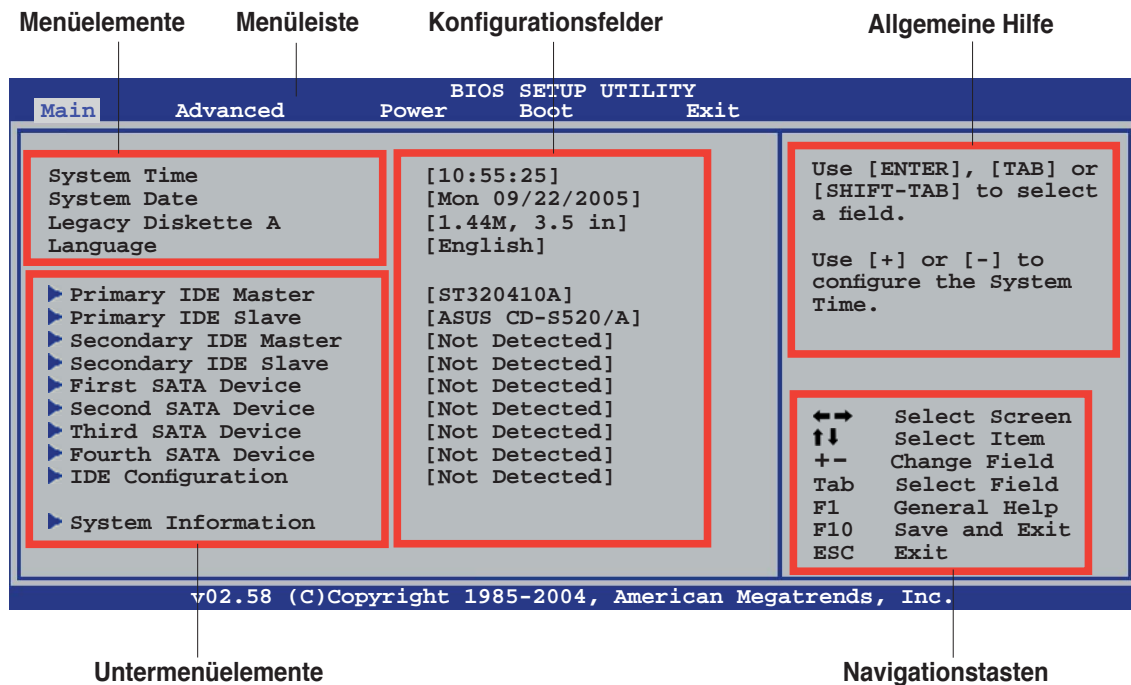 Menüelemente Menüleiste Konfigurationsfelder Allgemeine Hilfe
BIOS SETUP UTILITY
Main Advanced Power Boot Exit
System Time [10:55:25]
System Date [Mon 09/22/2005]
Legacy Diskette A [1.44M, 3.5 in]
Language [English]
Primary IDE Master [ST320410A]
Primary IDE Slave [ASUS CD-S520/A]
Secondary IDE Master [Not Detected]
Secondary IDE Slave [Not Detected]
First SATA Device [Not Detected]
Second SATA Device [Not Detected]
Third SATA Device [Not Detected]
Fourth SATA Device [Not Detected]
IDE Configuration [Not Detected]
System Information
Use [ENTER], [TAB] or
[SHIFT-TAB] to select
a field.
Use [+] or [-] to
configure the System
Time.
←→ Select Screen
↑↓ Select Item
+- Change Field
Tab Select Field
F1 General Help
F10 Save and Exit
ESC Exit
v02.58 (C)Copyright 1985-2004, American Megatrends, Inc.
Untermenüelemente Navigationstasten